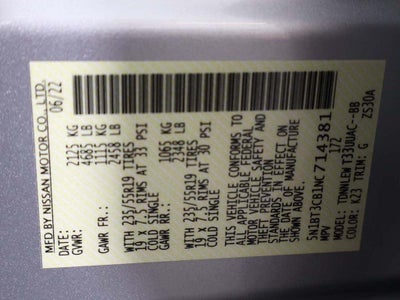 MFD BY NISSAN MOTOR CO., LTD.
DATE: 06/22
GVWR: 2125 KG
4685 LB
GAWR FR: 1115 KG
2458 LB
WITH 235/55R19 TIRES
19 X 7.5 RIMS AT 33 PSI
COLD SINGLE
GAWR RR: 1065 KG
2348 LB
WITH 235/55R19 TIRES
19 X 7.5 RIMS AT PSI
COLD SINGLE
THIS VEHICLE CONFORMS TO
ALL APPLICABLE FEDERAL
MOTOR VEHICLE SAFETY AND
THEFT PREVENTION
STANDARDS IN EFFECT ON
THE DATE OF MANUFACTURE
SHOWN ABOVE.
5N1BT3CB1NC714381
MODEL:
COLOR: K23 TRIM: G
ZS30A